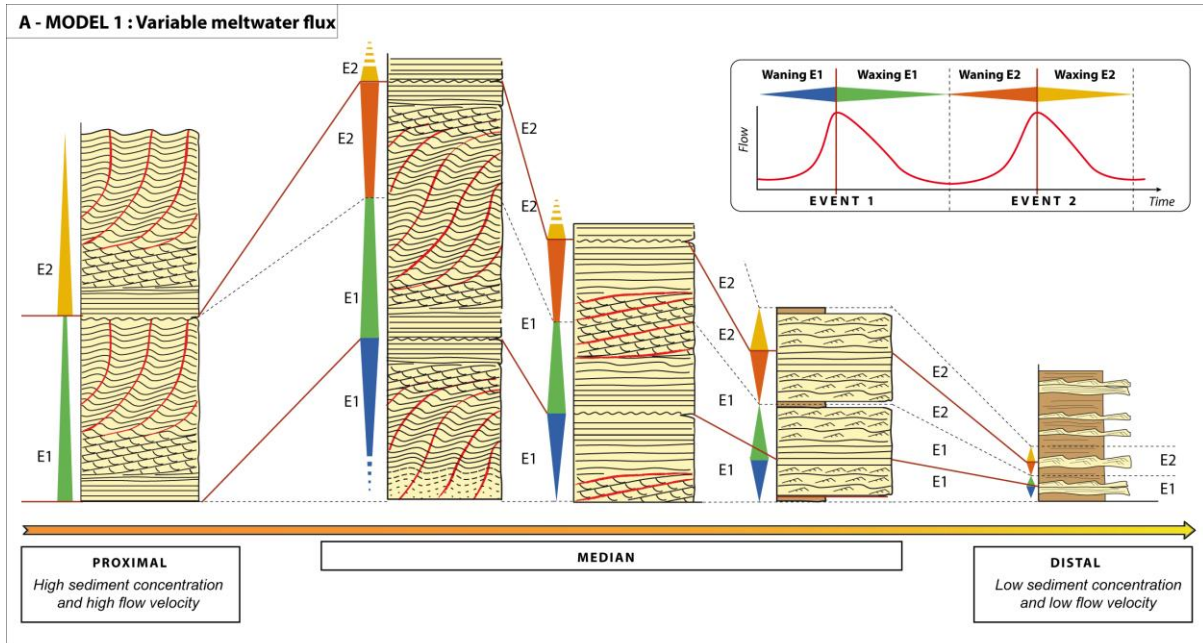 A - MODEL 1 : Variable meltwater flux
Waning E1
Waxing E1
Waning E2
Waxing E2
Flow
EVENT 1
EVENT 2
Time
E2
E1
E2
E2
E1
E1
E2
E2
E1
E1
E2
E2
E1
E1
E2
E2
E1
E1
E2
E1
PROXIMAL
High sediment concentration
and high flow velocity
MEDIAN
DISTAL
Low sediment concentration
and low flow velocity